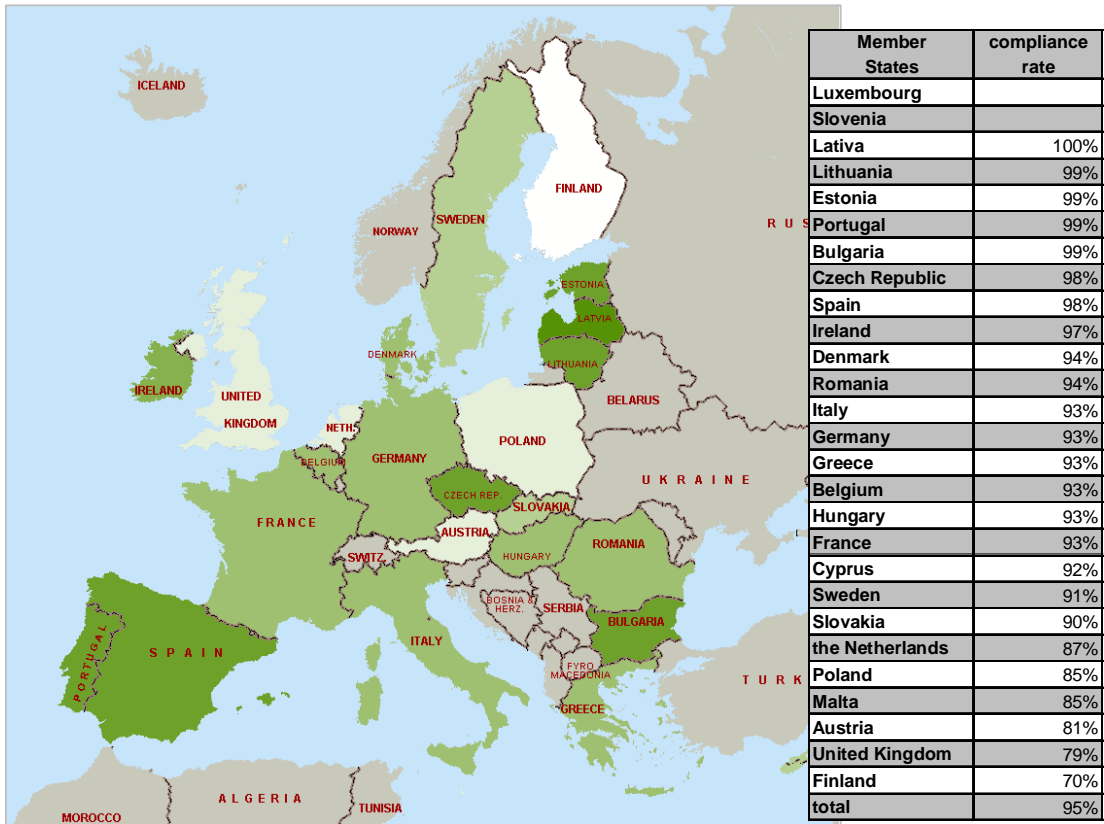 ICELAND
FINLAND
SWEDEN
NORWAY
R U S
ESTONIA
LATVIA
LITHUANIA
DENMARK
IRELAND
UNITED
KINGDOM
BELARUS
NETH.
POLAND
BELGIUM
GERMANY
U K R A I N E
CZECH REP.
SLOVAKIA
F R A N C E
AUSTRIA
ROMANIA
HUNGARY
SWITZ.
BOSNIA &
HERZ.
SERBIA
BULGARIA
ITALY
P O R T U G A L
S P A I N
FYRO
MACEDONIA
T U R K
GREECE
A L G E R I A
TUNISIA
MOROCCO
Member States compliance rate
Luxembourg
Slovenia
Lativa 100%
Lithuania 99%
Estonia 99%
Portugal 99%
Bulgaria 99%
Czech Republic 98%
Spain 98%
Ireland 97%
Denmark 94%
Romania 94%
Italy 93%
Germany 93%
Greece 93%
Belgium 93%
Hungary 93%
France 93%
Cyprus 92%
Sweden 91%
Slovakia 90%
the Netherlands 87%
Poland 85%
Malta 85%
Austria 81%
United Kingdom 79%
Finland 70%
total 95%